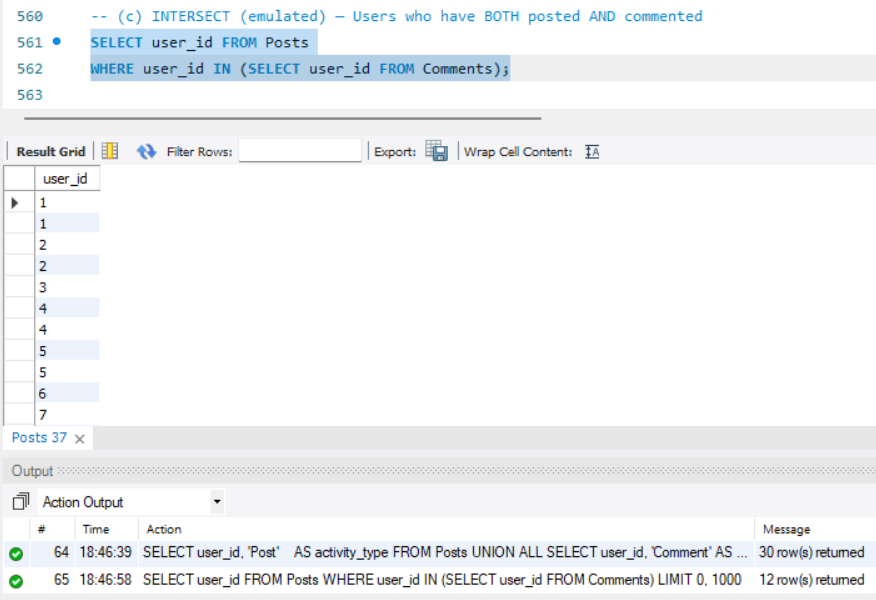 560 -- (c) INTERSECT (emulated) — Users who have BOTH posted AND commented
561 SELECT user_id FROM Posts
562 WHERE user_id IN (SELECT user_id FROM Comments);
563
Result Grid Filter Rows: Export: Wrap Cell Content:
user_id
1
1
2
2
3
4
4
5
5
6
7
Posts 37
Output
Action Output
# Time Action Message
64 18:46:39 SELECT user_id, 'Post' AS activity_type FROM Posts UNION ALL SELECT user_id, 'Comment' AS ... 30 row(s) returned
65 18:46:58 SELECT user_id FROM Posts WHERE user_id IN (SELECT user_id FROM Comments) LIMIT 0, 1000 12 row(s) returned